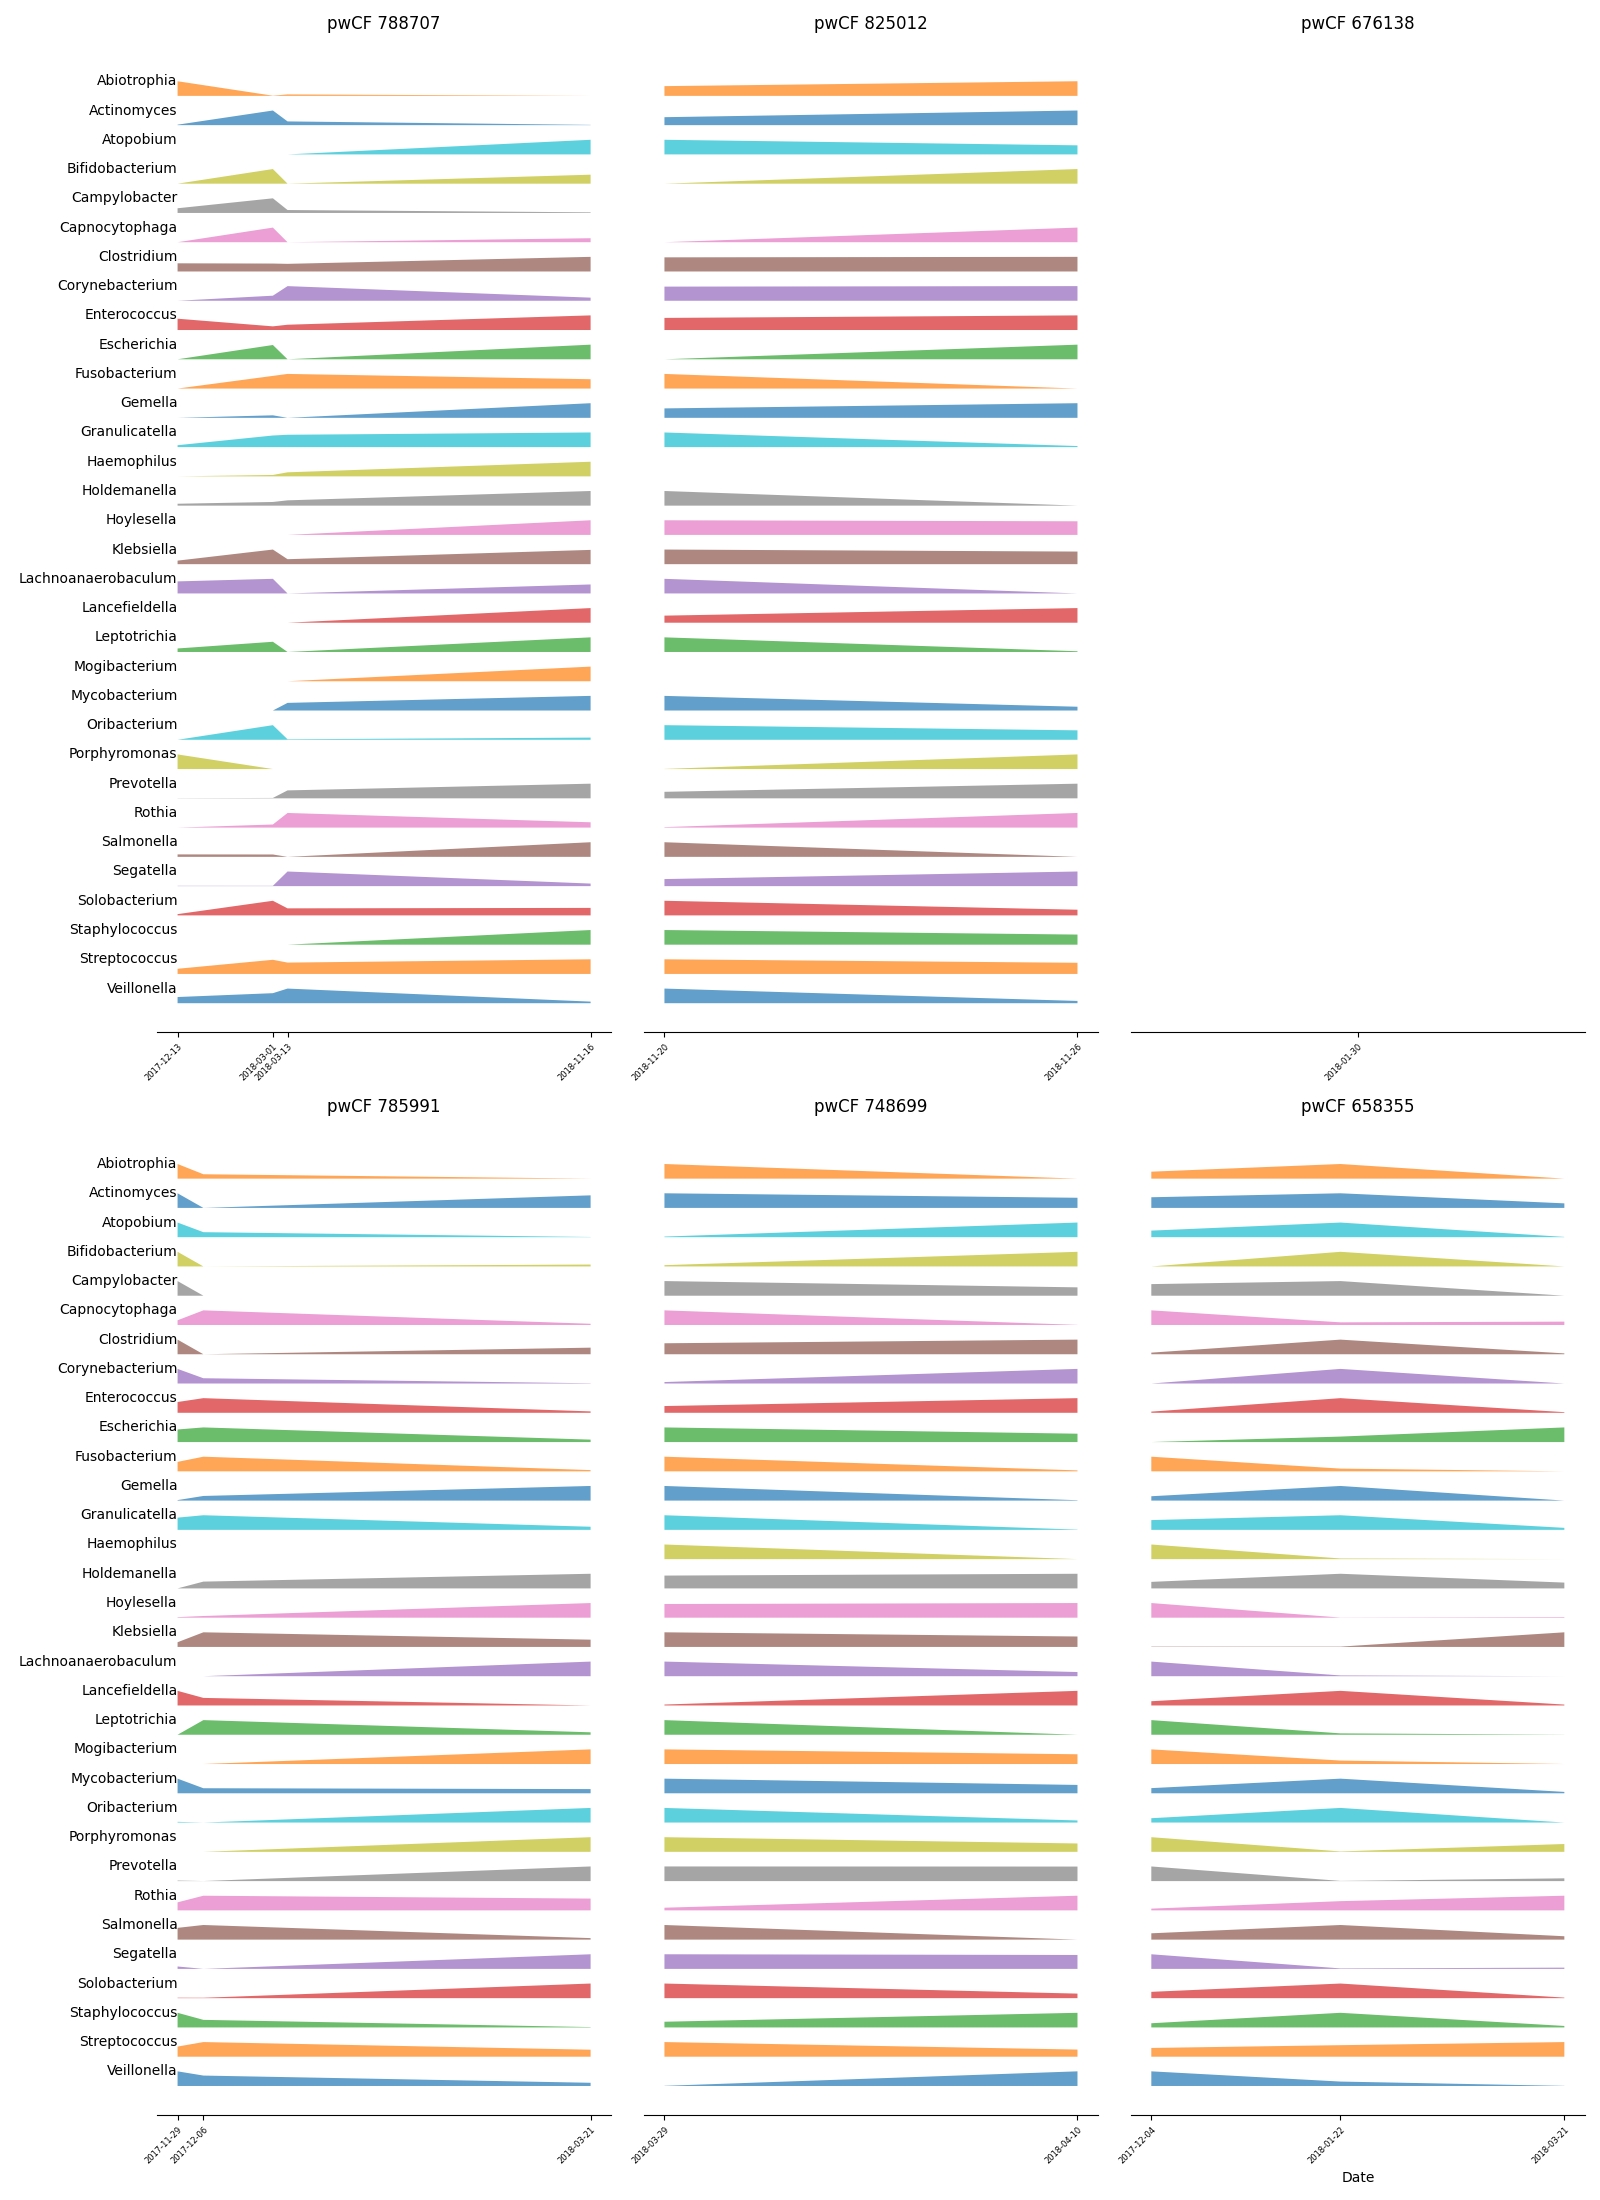 pwCF 788707
pwCF 825012
pwCF 676138
Abiotrophia
Actinomyces
Atopobium
Bifidobacterium
Campylobacter
Capnocytophaga
Clostridium
Corynebacterium
Enterococcus
Escherichia
Fusobacterium
Gemella
Granulicatella
Haemophilus
Holdemanella
Hoylesella
Klebsiella
Lachnoanaerobaculum
Lancefieldella
Leptotrichia
Mogibacterium
Mycobacterium
Oribacterium
Porphyromonas
Prevotella
Rothia
Salmonella
Segatella
Solobacterium
Staphylococcus
Streptococcus
Veillonella
2017-12-13
2018-03-01
2018-03-13
2018-11-16
2018-11-20
2018-11-26
2018-01-30
pwCF 785991
pwCF 748699
pwCF 658355
Abiotrophia
Actinomyces
Atopobium
Bifidobacterium
Campylobacter
Capnocytophaga
Clostridium
Corynebacterium
Enterococcus
Escherichia
Fusobacterium
Gemella
Granulicatella
Haemophilus
Holdemanella
Hoylesella
Klebsiella
Lachnoanaerobaculum
Lancefieldella
Leptotrichia
Mogibacterium
Mycobacterium
Oribacterium
Porphyromonas
Prevotella
Rothia
Salmonella
Segatella
Solobacterium
Staphylococcus
Streptococcus
Veillonella
2017-11-29
2017-12-06
2018-03-21
2018-03-29
2018-04-10
2017-12-04
2018-01-22
2018-03-21
Date